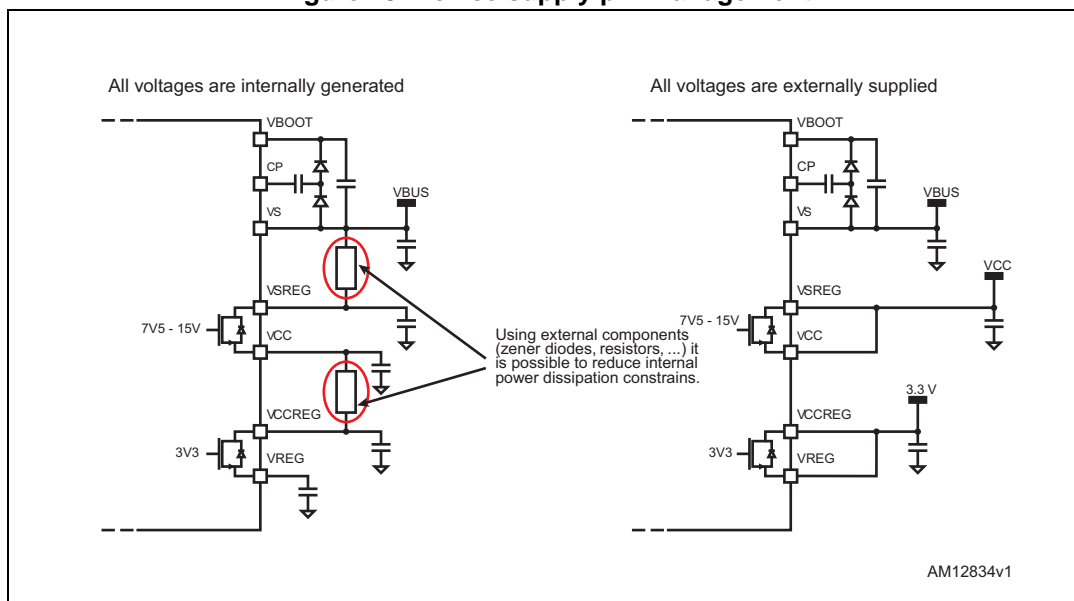 All voltages are internally generated
VBOOT
CP
VBUS
VS
VSREG
7V5 - 15V
VCC
VCCREG
3V3
VREG
Using external components
(zener diodes, resistors, ...) it
is possible to reduce internal
power dissipation constrains.
All voltages are externally supplied
VBOOT
CP
VBUS
VS
VCC
VSREG
7V5 - 15V
VCC
3.3 V
VCCREG
3V3
VREG
AM12834v1